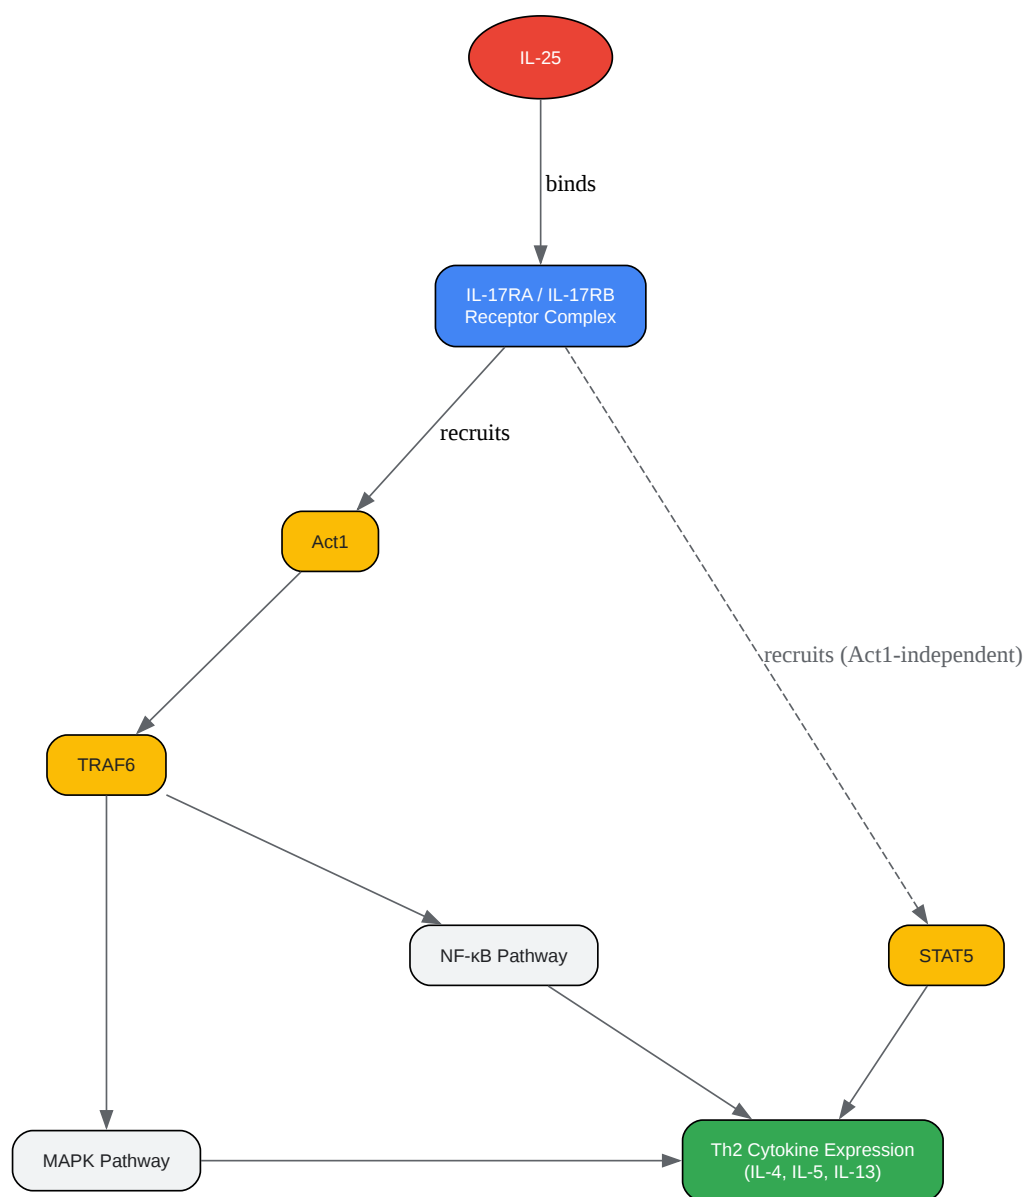 IL-25
binds
IL-17RA / IL-17RB
Receptor Complex
recruits
Act1
recruits (Act1-independent)
TRAF6
NF-κB Pathway
STAT5
MAPK Pathway
Th2 Cytokine Expression
(IL-4, IL-5, IL-13)